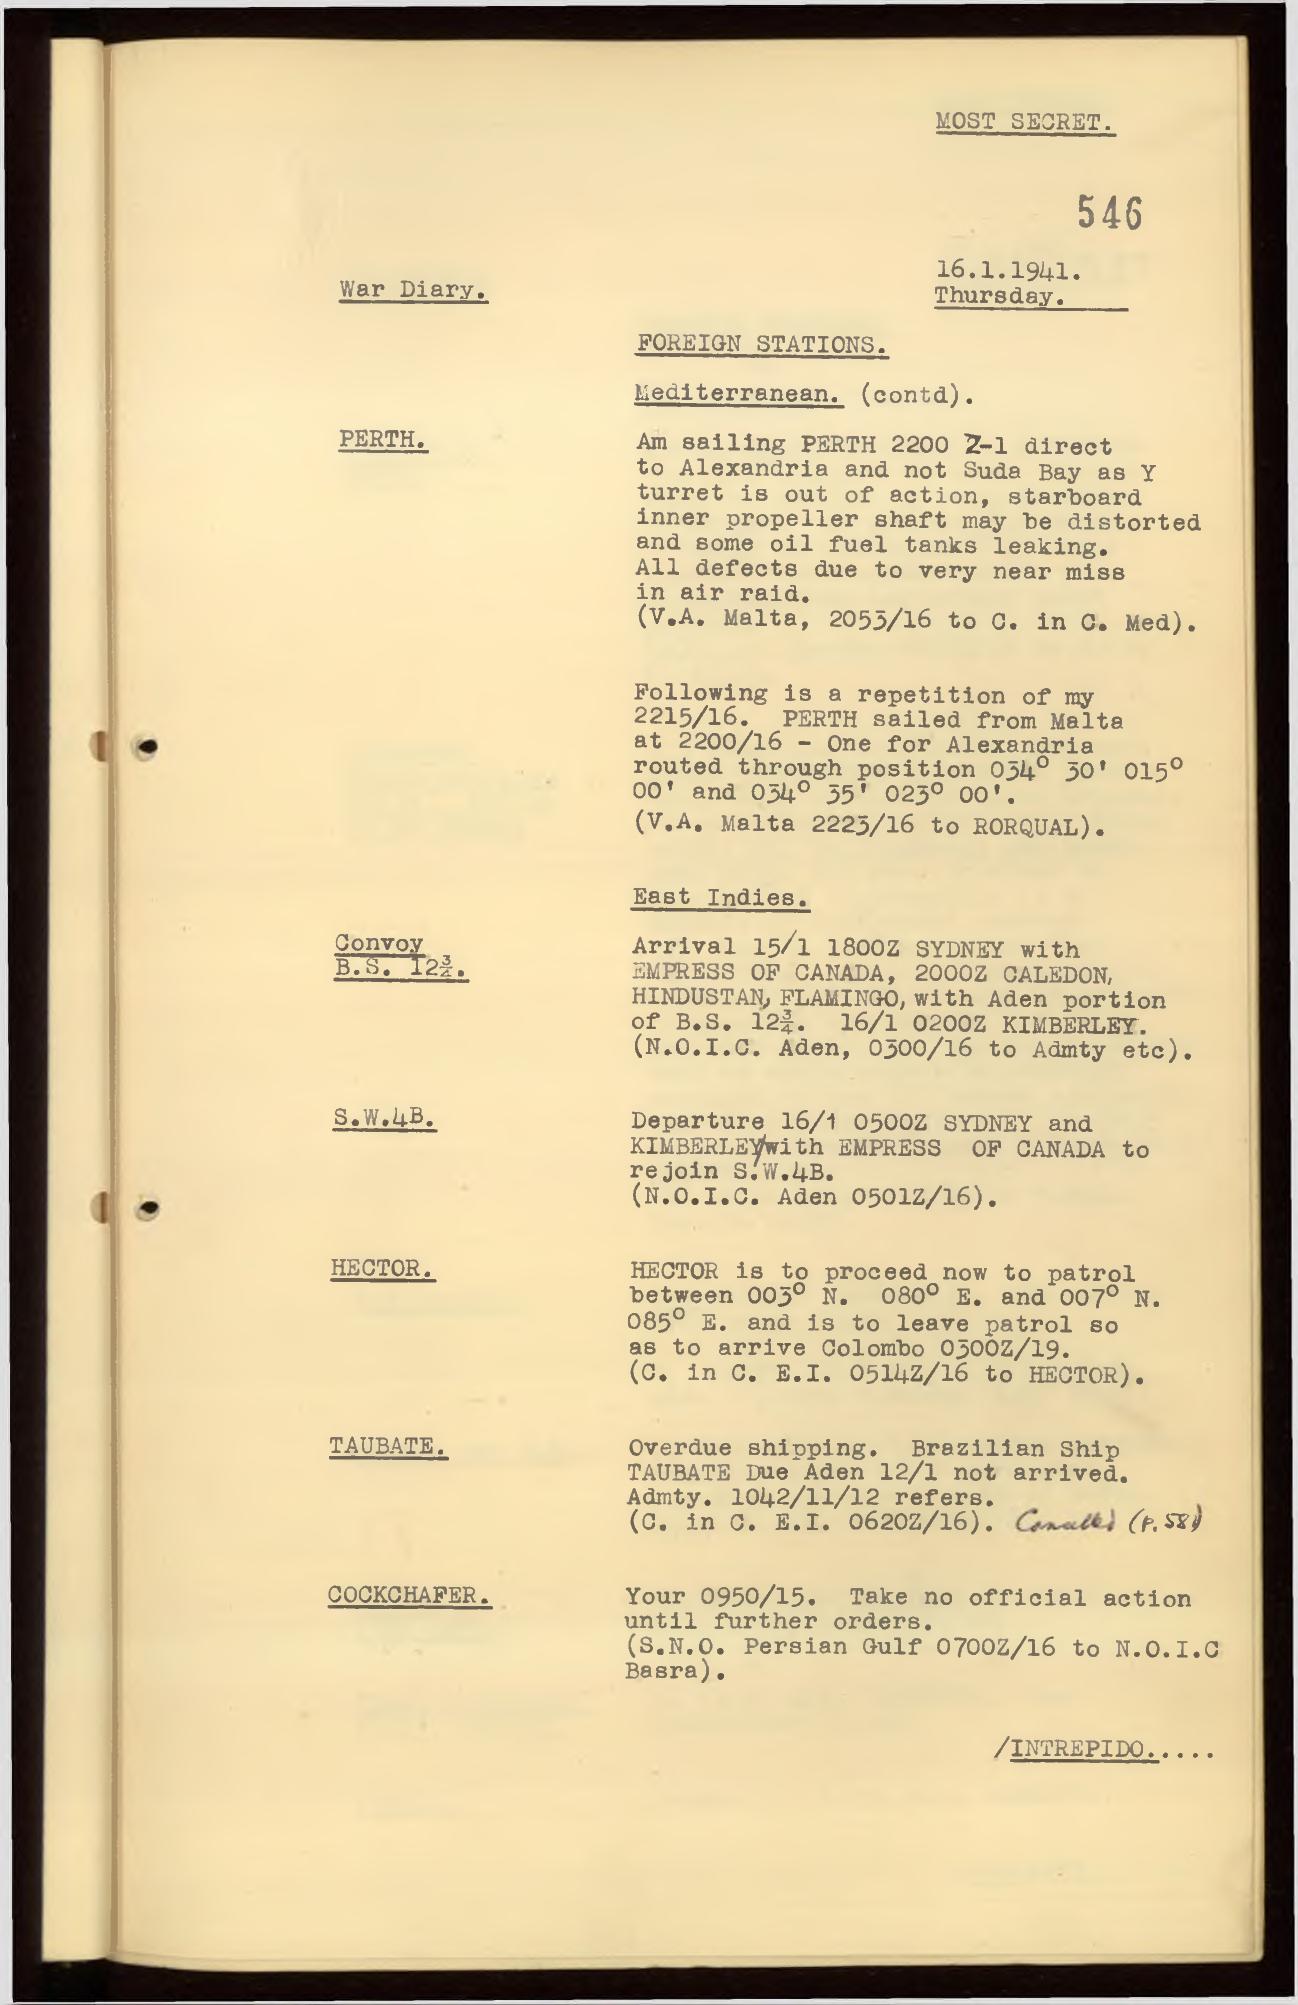 MOST SECRET.
546
16.1.1941.
Thursday.
War Diary.
FOREIGN STATIONS.
Mediterranean. (contd).
PERTH.
Am sailing PERTH 2200 Z-1 direct
to Alexandria and not Suda Bay as Y
turret is out of action, starboard
inner propeller shaft may be distorted
and some oil fuel tanks leaking.
All defects due to very near miss
in air raid.
(V.A. Malta, 2053/16 to C. in C. Med).
Following is a repetition of my
2215/16. PERTH sailed from Malta
at 2200/16 - One for Alexandria
routed through position 034° 30' 015°
00' and 034° 35' 023° 00'.
(V.A. Malta 2223/16 to RORQUAL).
East Indies.
Convoy
B.S. 12¾.
Arrival 15/1 1800Z SYDNEY with
EMPRESS OF CANADA, 2000Z CALEDON,
HINDUSTAN, FLAMINGO, with Aden portion
of B.S. 12¾. 16/1 0200Z KIMBERLEY.
(N.O.I.C. Aden, 0300/16 to Admty etc).
S.W.4B.
Departure 16/1 0500Z SYDNEY and
KIMBERLEY/with EMPRESS OF CANADA to
rejoin S.W.4B.
(N.O.I.C. Aden 0501Z/16).
HECTOR.
HECTOR is to proceed now to patrol
between 003° N. 080° E. and 007° N.
085° E. and is to leave patrol so
as to arrive Colombo 0300Z/19.
(C. in C. E.I. 0514Z/16 to HECTOR).
TAUBATE.
Overdue shipping. Brazilian Ship
TAUBATE Due Aden 12/1 not arrived.
Admty. 1042/11/12 refers.
(C. in C. E.I. 0620Z/16). Cancelled (P. 581)
COCKCHAFER.
Your 0950/15. Take no official action
until further orders.
(S.N.O. Persian Gulf 0700Z/16 to N.O.I.C
Basra).
/INTREPIDO.....